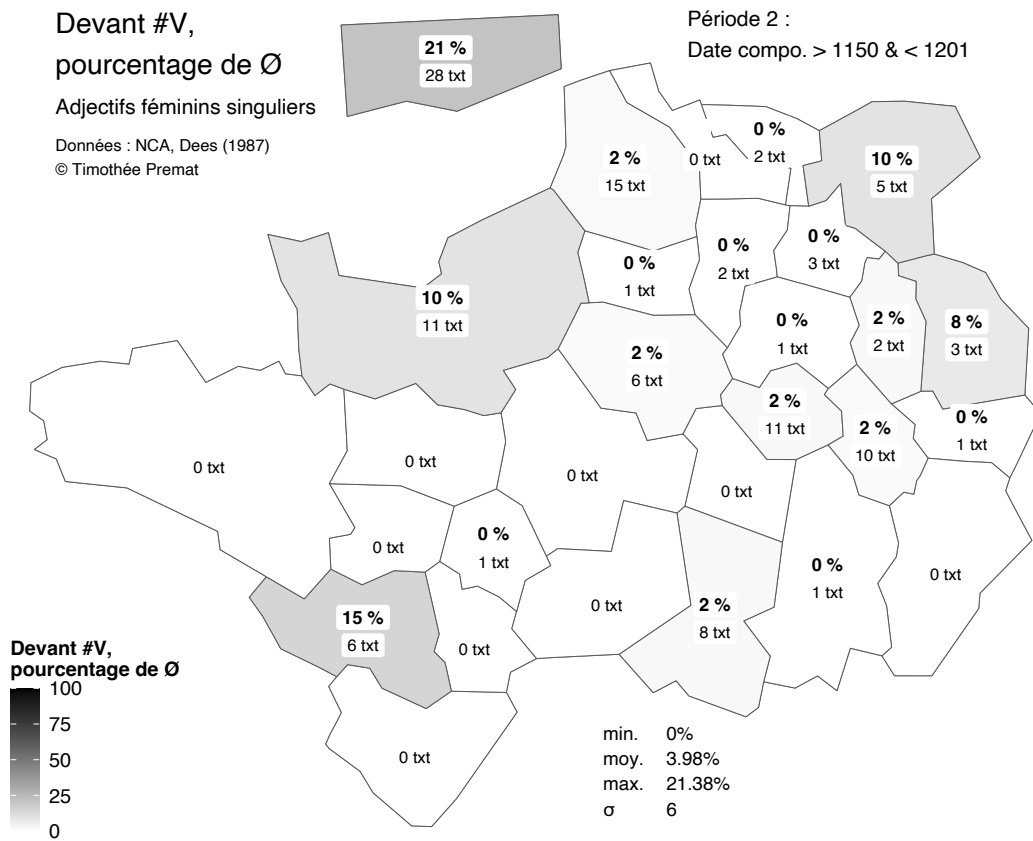 Devant #V,
pourcentage de Ø
Adjectifs féminins singuliers
Données : NCA, Dees (1987)
© Timothée Premat
Période 2 :
Date compo. > 1150 & < 1201
21 %
28 txt
2 %
15 txt
0 txt
0 %
2 txt
10 %
5 txt
0 %
1 txt
0 %
2 txt
0 %
3 txt
10 %
11 txt
2 %
6 txt
0 %
1 txt
2 %
2 txt
8 %
3 txt
2 %
11 txt
2 %
10 txt
0 %
1 txt
0 txt
0 txt
0 txt
0 txt
0 txt
0 %
1 txt
0 txt
2 %
8 txt
0 %
1 txt
0 txt
15 %
6 txt
0 txt
0 txt
Devant #V,
pourcentage de Ø
100
75
50
25
0
min. 0%
moy. 3.98%
max. 21.38%
σ 6